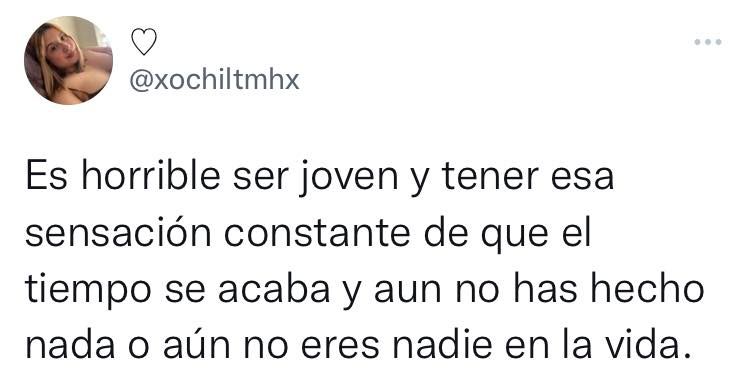 ♡
@xochiltmhx
Es horrible ser joven y tener esa
sensación constante de que el
tiempo se acaba y aun no has hecho
nada o aún no eres nadie en la vida.